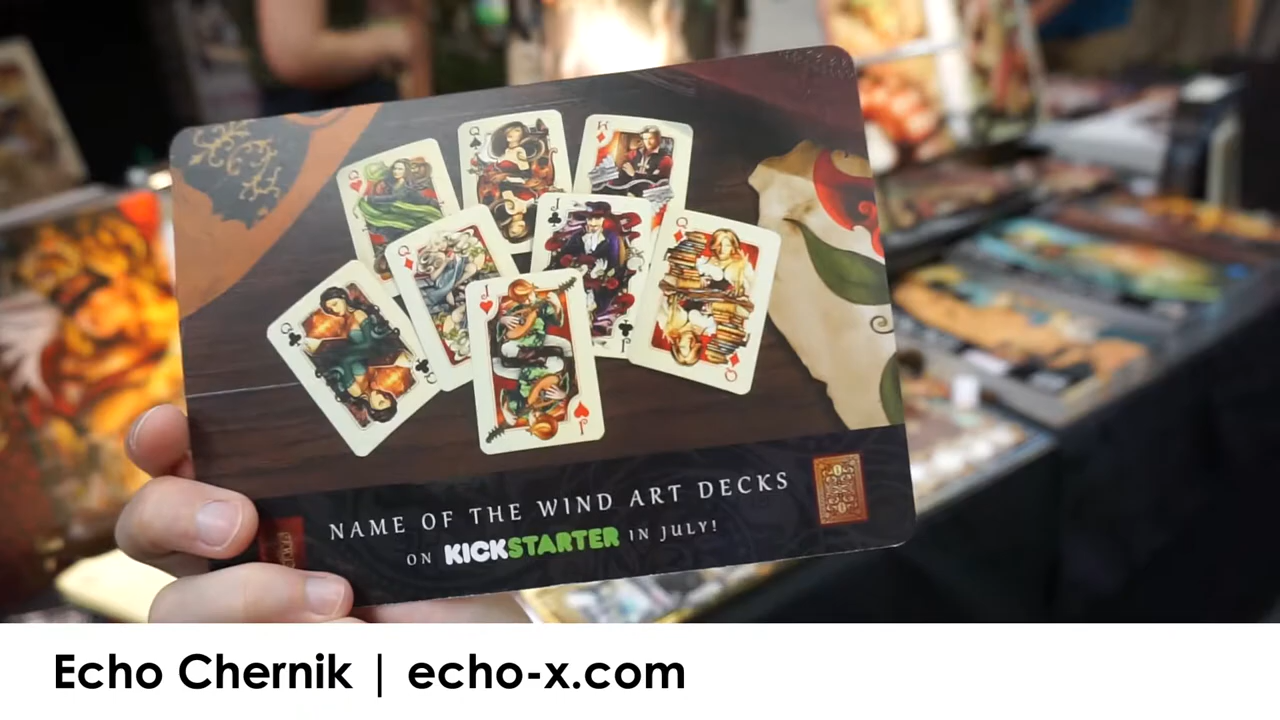 Q
K
Q
J
Q
Q
Q
J
Q
Q
J
J
NAME OF THE WIND ART DECKS
ON KICKSTARTER IN JULY!
Echo Chernik | echo-x.com